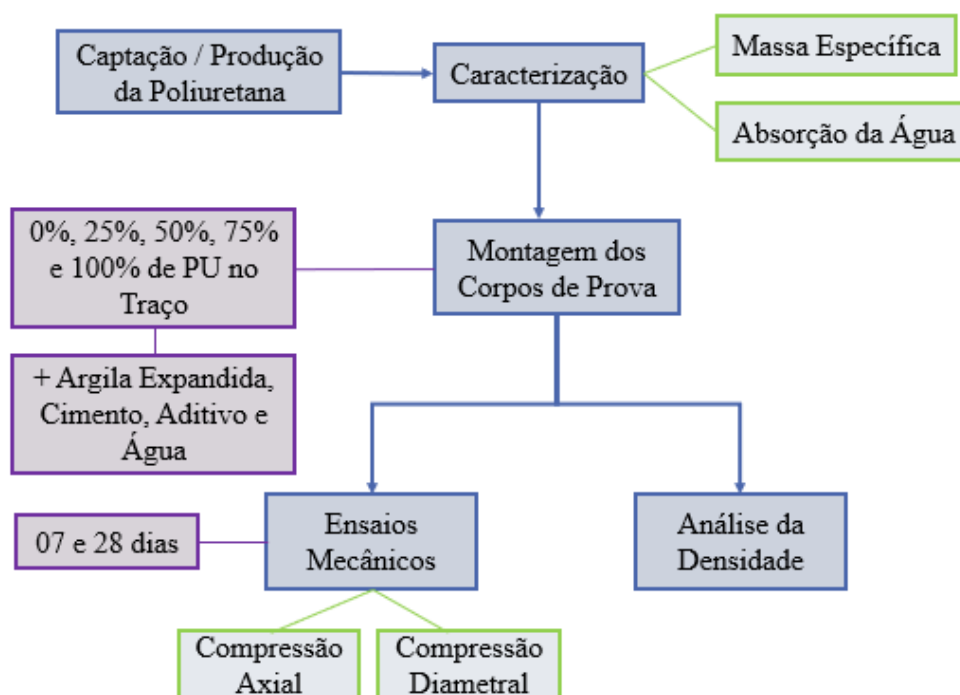 Captação / Produção
da Poliuretana
Caracterização
Massa Específica
Absorção da Água
0%, 25%, 50%, 75%
e 100% de PU no
Traço
Montagem dos
Corpos de Prova
+ Argila Expandida,
Cimento, Aditivo e
Água
07 e 28 dias
Ensaios
Mecânicos
Análise da
Densidade
Compressão
Axial
Compressão
Diametral